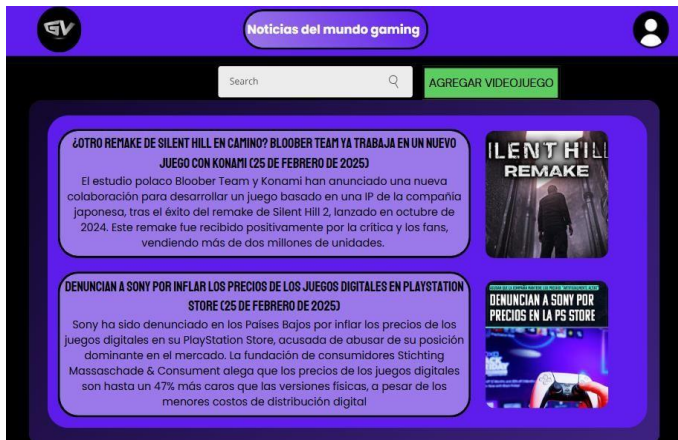 GV
Noticias del mundo gaming
Search
AGREGAR VIDEOJUEGO
¿OTRO REMAKE DE SILENT HILL EN CAMINO? BLOOBER TEAM YA TRABAJA EN UN NUEVO
JUEGO CON KONAMI (25 DE FEBRERO DE 2025)
El estudio polaco Bloober Team y Konami han anunciado una nueva
colaboración para desarrollar un juego basado en una IP de la compañía
japonesa, tras el éxito del remake de Silent Hill 2, lanzado en octubre de
2024. Este remake fue recibido positivamente por la critica y los fans,
vendiendo más de dos millones de unidades.
ILENT HILL
REMAKE
DENUNCIAN A SONY POR INFLAR LOS PRECIOS DE LOS JUEGOS DIGITALES EN PLAYSTATION
STORE (25 DE FEBRERO DE 2025)
Sony ha sido denunciado en los Países Bajos por inflar los precios de los
juegos digitales en su PlayStation Store, acusada de abusar de su posición
dominante en el mercado. La fundación de consumidores Stichting
Massaschade & Consument alega que los precios de los juegos digitales
son hasta un 47% más caros que las versiones físicas, a pesar de los
menores costos de distribución digital
DENUNCIAN A SONY POR
PRECIOS EN LA PS STORE